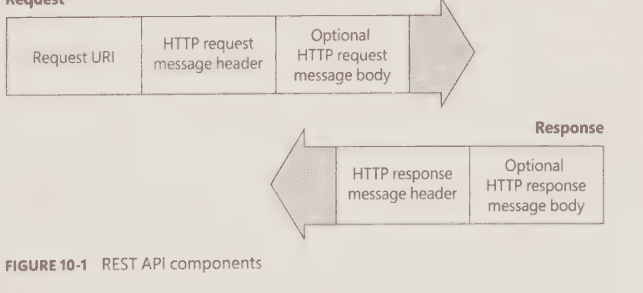 Request
Request URI
HTTP request
message header
Optional
HTTP request
message body
Response
HTTP response
message header
Optional
HTTP response
message body
FIGURE 10-1 REST API components